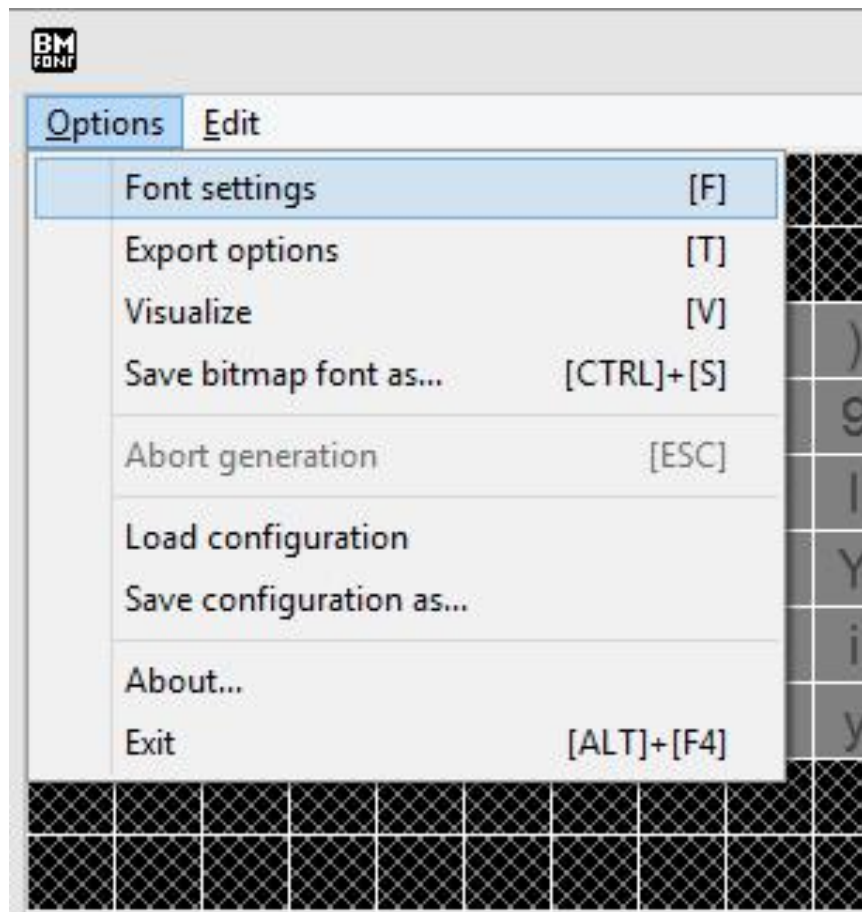 BM
FONT
Options Edit
Font settings [F]
Export options [T]
Visualize [V]
Save bitmap font as... [CTRL]+[S]
Abort generation [ESC]
Load configuration
Save configuration as...
About...
Exit [ALT]+[F4]
)
9
I
Y
i
y